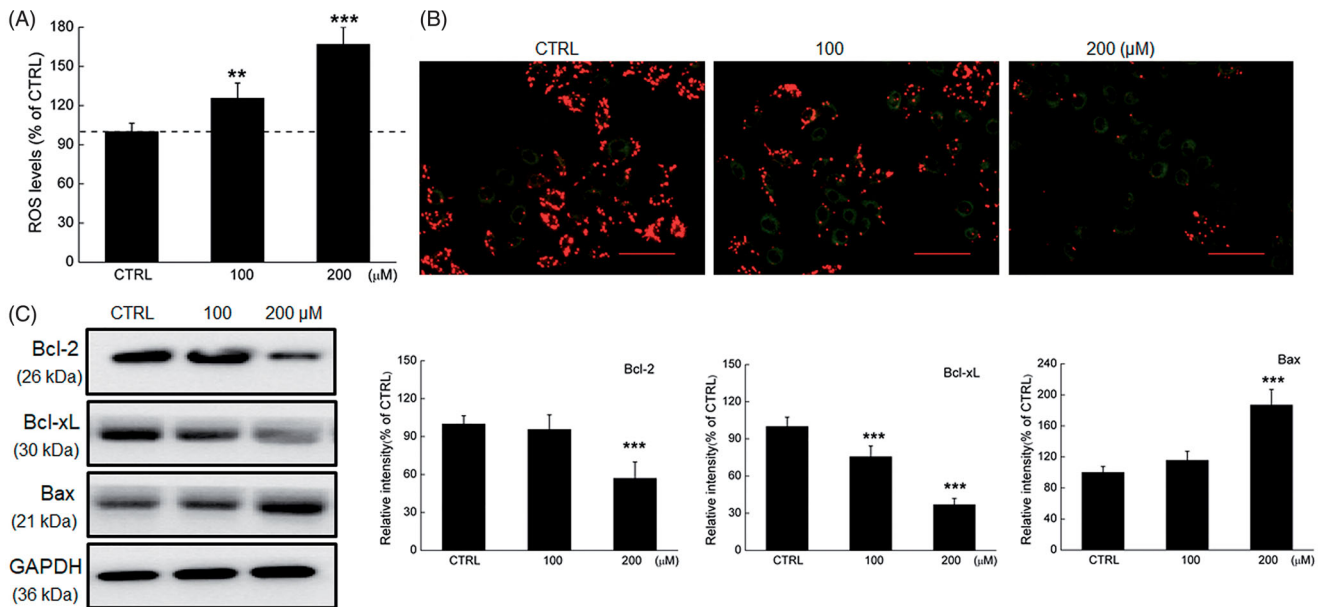 (A)
ROS levels (% of CTRL)
180
150
120
90
60
30
0
**
***
CTRL 100 200 (μM)
(B)
CTRL 100 200 (μM)
(C)
CTRL 100 200 μM
Bcl-2
(26 kDa)
Bcl-xL
(30 kDa)
Bax
(21 kDa)
GAPDH
(36 kDa)
Relative intensity(% of CTRL)
150
120
90
60
30
0
Bcl-2
***
CTRL 100 200 (μM)
Relative intensity(% of CTRL)
150
120
90
60
30
0
Bcl-xL
***
***
CTRL 100 200 (μM)
Relative intensity(% of CTRL)
240
200
160
120
80
40
0
Bax
***
CTRL 100 200 (μM)